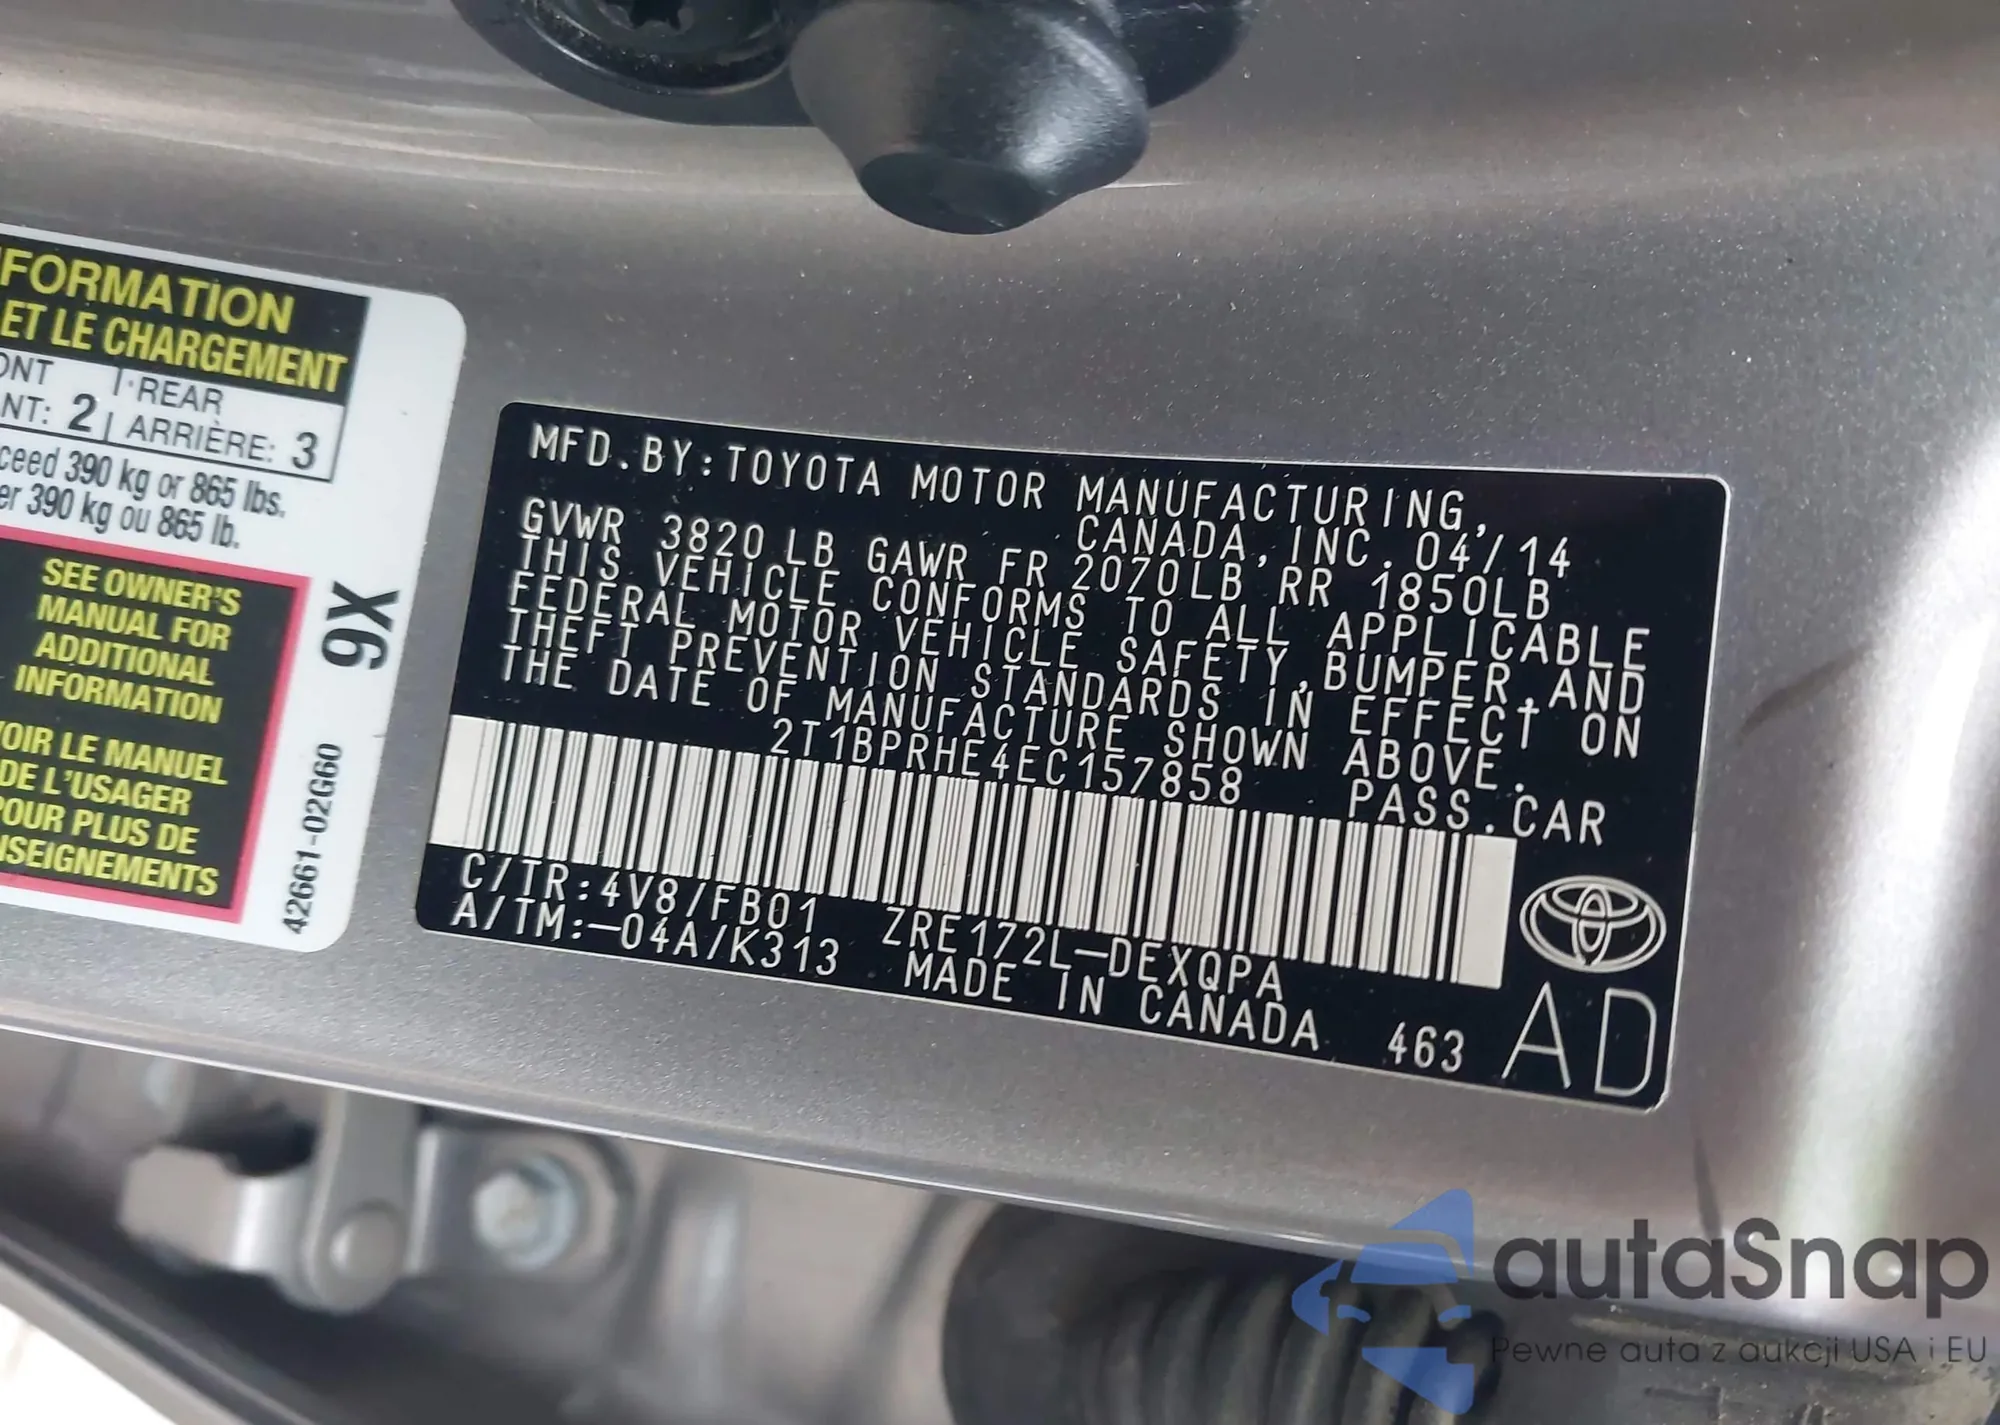 FORMATION
ET LE CHARGEMENT
ONT | REAR
NT: 2 | ARRIÈRE: 3
ceed 390 kg or 865 lbs.
er 390 kg ou 865 lb.
SEE OWNER'S
MANUAL FOR
ADDITIONAL
INFORMATION
OIR LE MANUEL
DE L'USAGER
POUR PLUS DE
NSEIGNEMENTS
9X
42661-02G60
MFD.BY:TOYOTA MOTOR MANUFACTURING,
CANADA, INC. 04/14
GVWR 3820LB GAWR FR 2070LB RR 1850LB
THIS VEHICLE CONFORMS TO ALL APPLICABLE
FEDERAL MOTOR VEHICLE SAFETY,BUMPER,AND
THEFT PREVENTION STANDARDS IN EFFECT ON
THE DATE OF MANUFACTURE SHOWN ABOVE.
2T1BPRHE4EC157858 PASS.CAR
C/TR:4V8/FB01 ZRE172L-DEXQPA
A/TM:-04A/K313 MADE IN CANADA 463
AD
autaSnap
Pewne auta z aukcji USA i EU